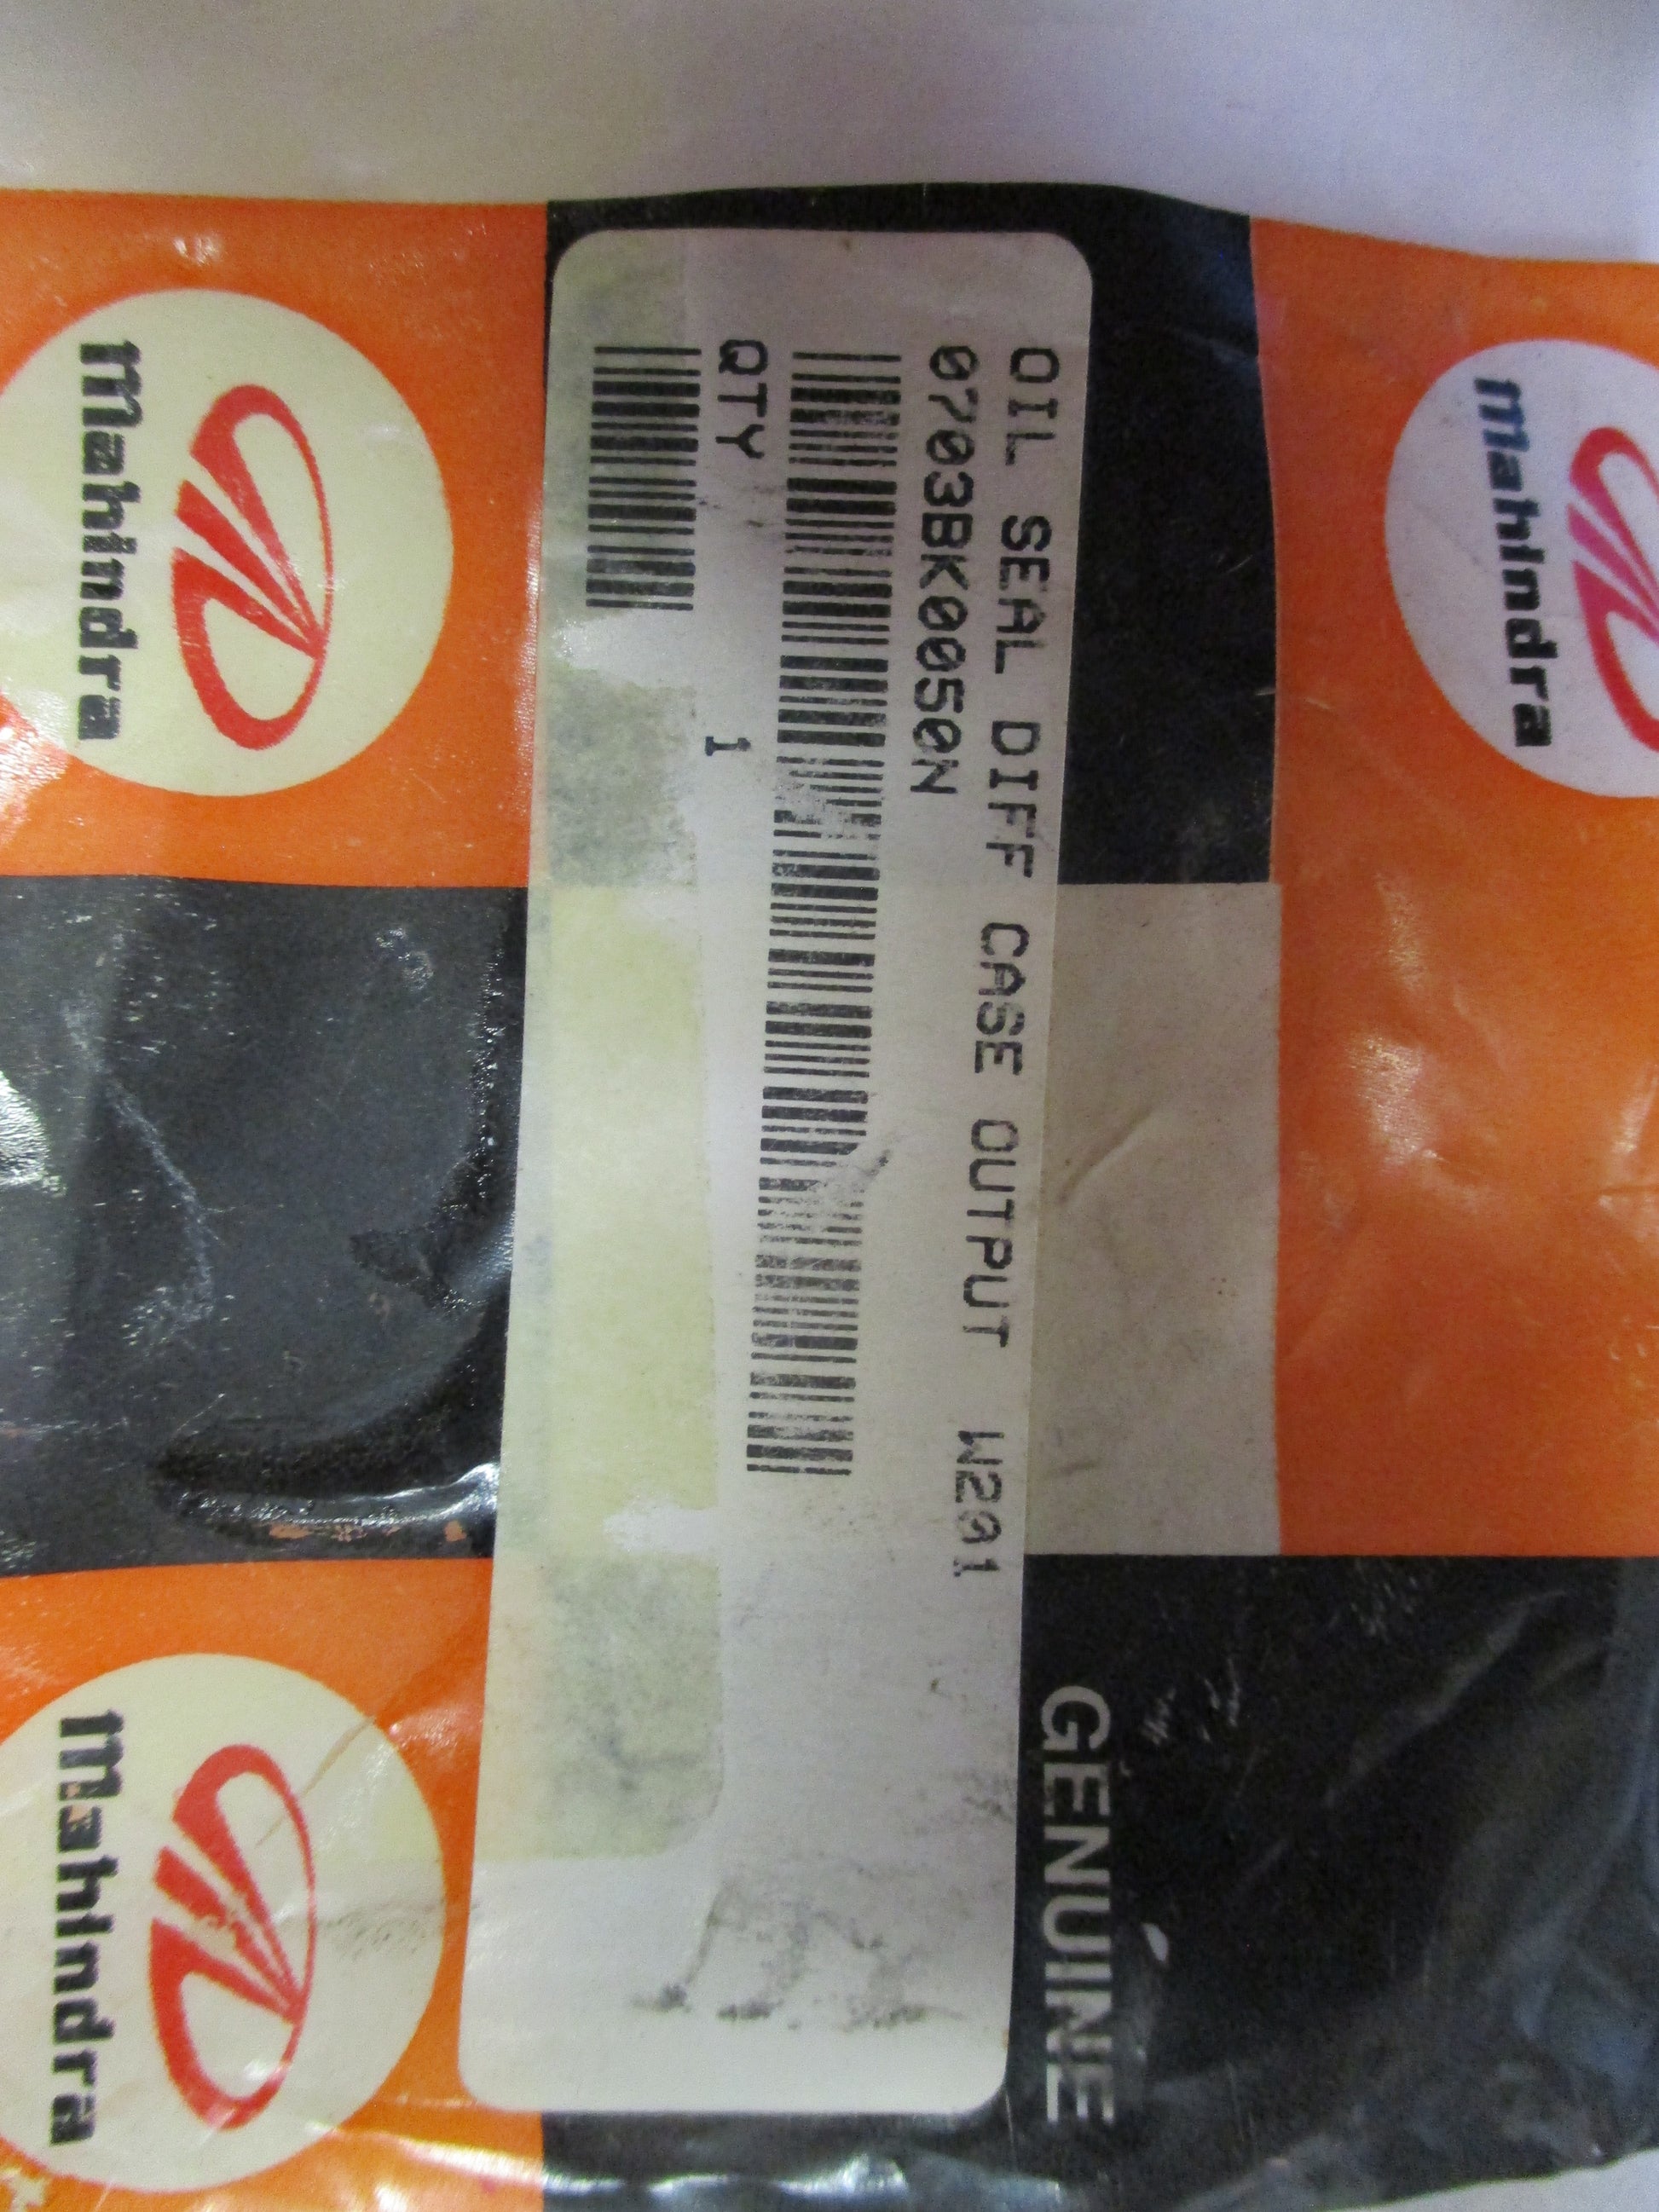 OIL SEAL DIFF CASE OUTPUT W201
0703BK0050N
QTY 1
GENUINE
Mahindra
Mahindra
Mahindra